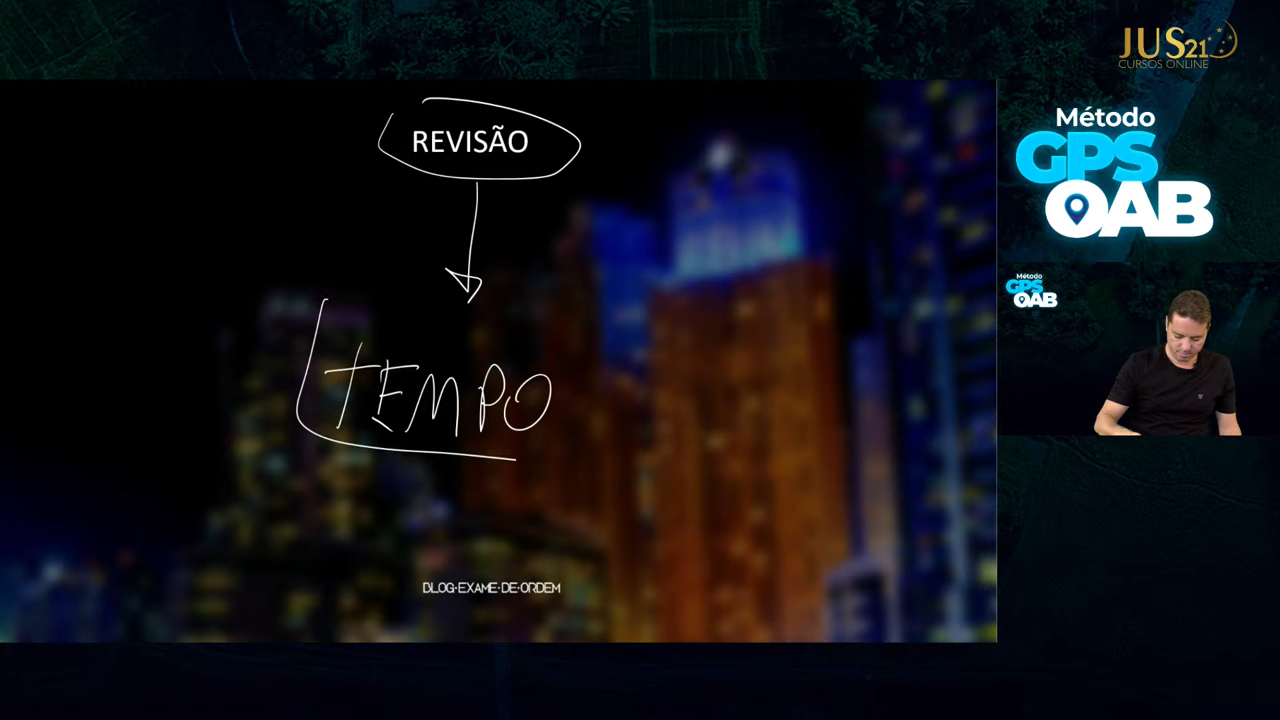 JUS21
CURSOS ONLINE
REVISÃO
Método
GPS
OAB
Método
GPS
OAB
TEMPO
BLOG·EXAME·DE·ORDEM